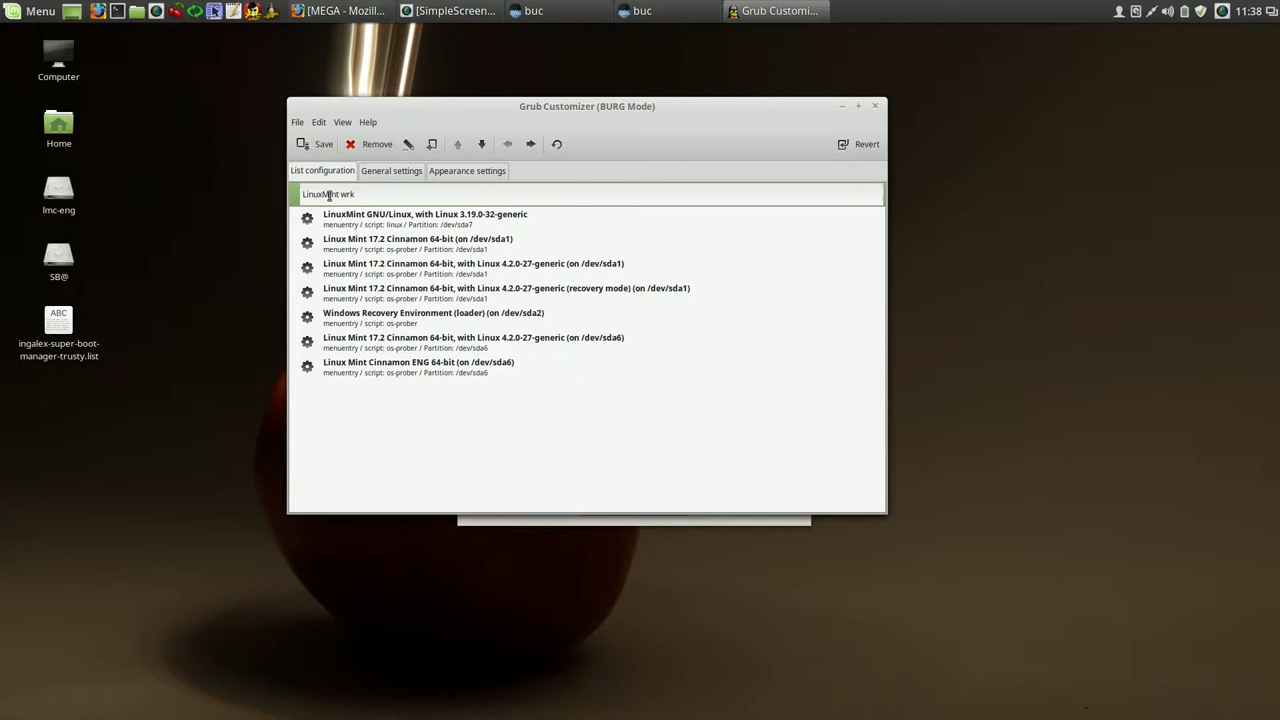 Menu
[MEGA - Mozill...
[SimpleScreen...
buc
buc
Grub Customi...
11:38
Computer
Home
lmc-eng
SB@
ABC
ingalex-super-boot-
manager-trusty.list
Grub Customizer (BURG Mode)
File Edit View Help
Save Remove Revert
List configuration General settings Appearance settings
LinuxMint wrk
LinuxMint GNU/Linux, with Linux 3.19.0-32-generic
menuentry / script: linux / Partition: /dev/sda7
Linux Mint 17.2 Cinnamon 64-bit (on /dev/sda1)
menuentry / script: os-prober / Partition: /dev/sda1
Linux Mint 17.2 Cinnamon 64-bit, with Linux 4.2.0-27-generic (on /dev/sda1)
menuentry / script: os-prober / Partition: /dev/sda1
Linux Mint 17.2 Cinnamon 64-bit, with Linux 4.2.0-27-generic (recovery mode) (on /dev/sda1)
menuentry / script: os-prober / Partition: /dev/sda1
Windows Recovery Environment (loader) (on /dev/sda2)
menuentry / script: os-prober
Linux Mint 17.2 Cinnamon 64-bit, with Linux 4.2.0-27-generic (on /dev/sda6)
menuentry / script: os-prober / Partition: /dev/sda6
Linux Mint Cinnamon ENG 64-bit (on /dev/sda6)
menuentry / script: os-prober / Partition: /dev/sda6